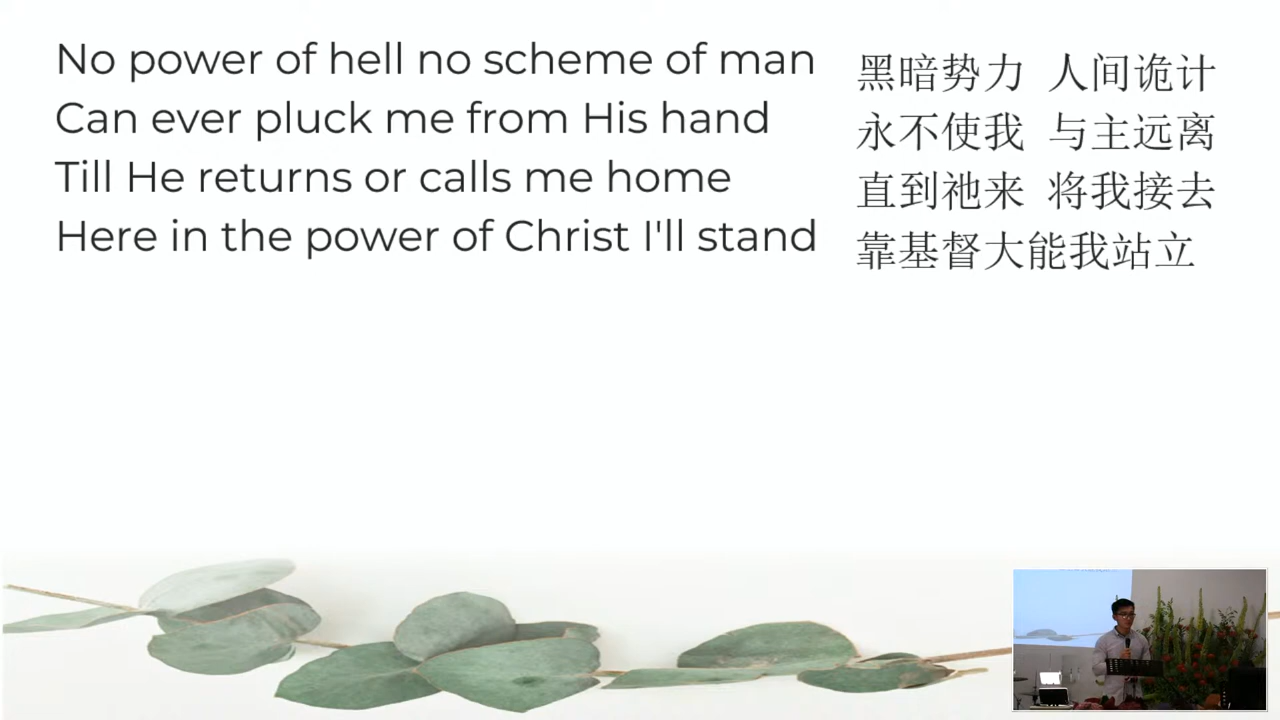 No power of hell no scheme of man
Can ever pluck me from His hand
Till He returns or calls me home
Here in the power of Christ I'll stand
黑暗势力 人间诡计
永不使我 与主远离
直到祂来 将我接去
靠基督大能我站立